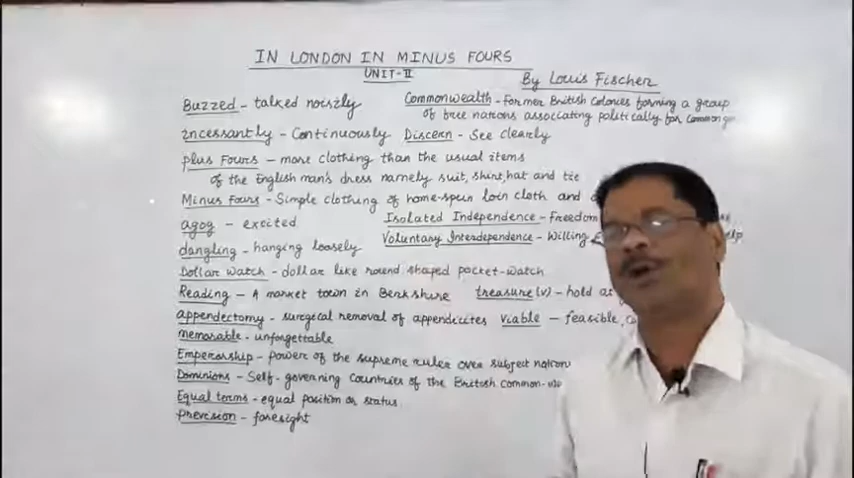 IN LONDON IN MINUS FOURS
UNIT-II
By Louis Fischer
Buzzed - talked noisily
Commonwealth - Former British Colonies forming a group
of free nations associating politically for common
Incessantly - Continuously
Discern - See clearly
plus Fours - more clothing than the usual items
of the English man's dress namely suit, shirt, hat and tie
Minus Fours - Simple clothing of home-spun loin cloth and
agog - excited
Isolated Independence - Freedom
dangling - hanging loosely
Voluntary Interdependence - Willing
Dollar Watch - dollar like round shaped pocket-watch
Reading - A market town in Berkshire
treasure (v) - hold as
appendectomy - surgical removal of appendicites
viable - feasible,
memorable - unforgettable
Emperorship - power of the supreme ruler over subject nation
Dominions - Self-governing Countries of the British common-
Equal terms - equal position or status.
Prevision - foresight